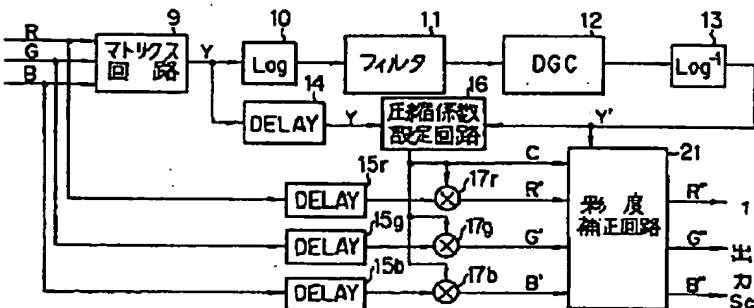 9
10
11
12
13
R
G
B
マトリクス
回 路
Y
Log
フィルタ
DGC
Log⁻¹
14
DELAY
Y
16
圧縮係数
設定回路
Y'
21
15r
DELAY
17r
C
R'
彩 度
補正回路
R"
15g
DELAY
17g
G'
G"
出
15b
DELAY
17b
B'
B"
力